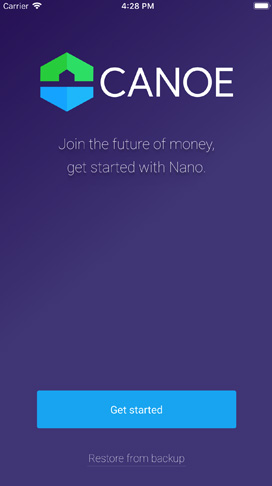 Carrier 4:28 PM
CANOE
Join the future of money,
get started with Nano.
Get started
Restore from backup